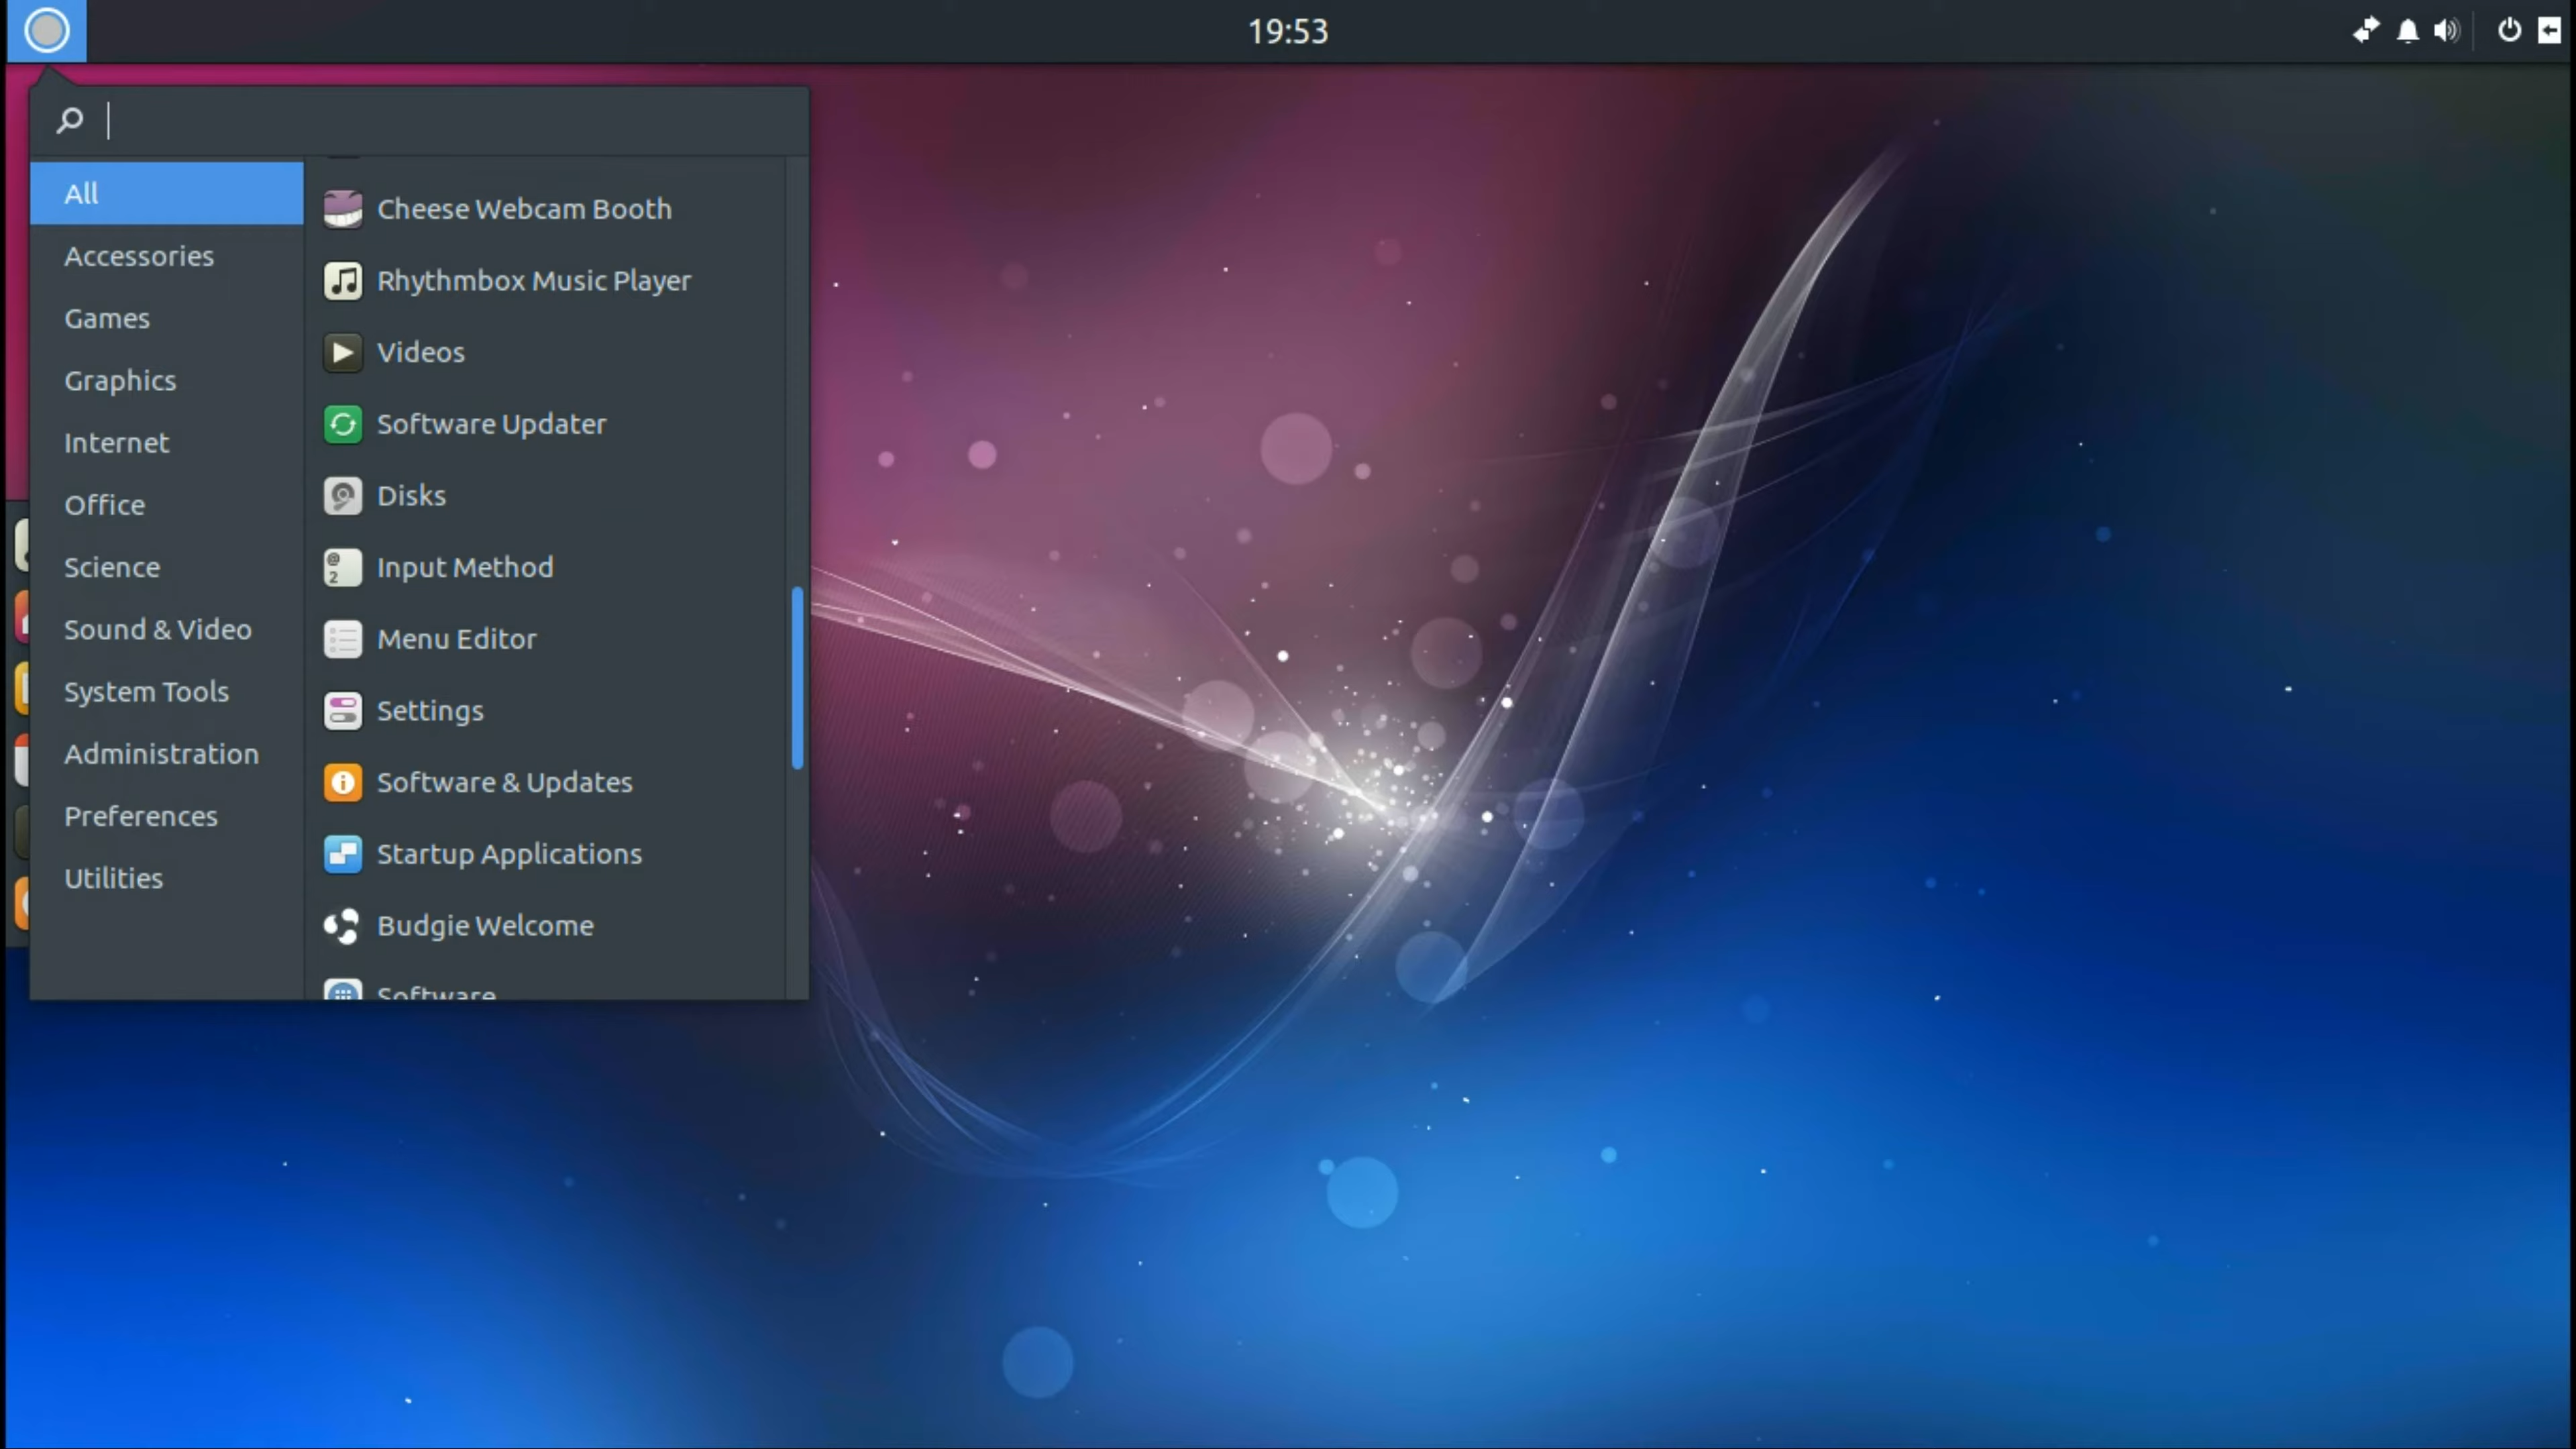 19:53
All
Accessories
Games
Graphics
Internet
Office
Science
Sound & Video
System Tools
Administration
Preferences
Utilities
Cheese Webcam Booth
Rhythmbox Music Player
Videos
Software Updater
Disks
Input Method
Menu Editor
Settings
Software & Updates
Startup Applications
Budgie Welcome
Software